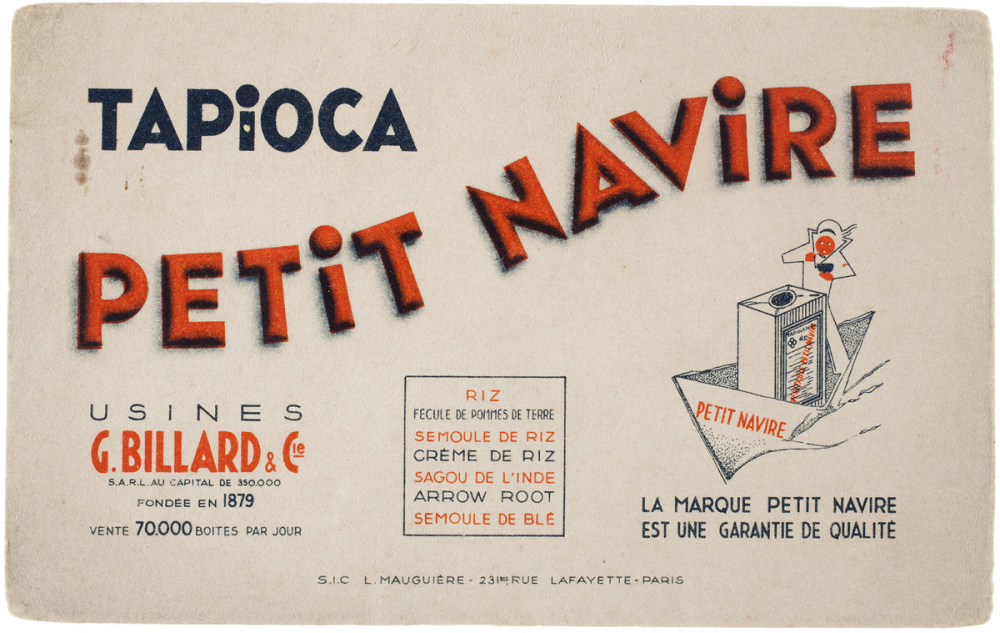 TAPiOCA
PETiT NAViRE
USINES
G. BILLARD & Cie
S.A.R.L. AU CAPITAL DE 350.000
FONDÉE EN 1879
VENTE 70.000 BOITES PAR JOUR
RIZ
FECULE DE POMMES DE TERRE
SEMOULE DE RIZ
CRÈME DE RIZ
SAGOU DE L'INDE
ARROW ROOT
SEMOULE DE BLÉ
PETIT NAVIRE
LA MARQUE PETIT NAVIRE
EST UNE GARANTIE DE QUALITÉ
S.I.C L. MAUGUIÈRE - 231BIS RUE LAFAYETTE - PARIS